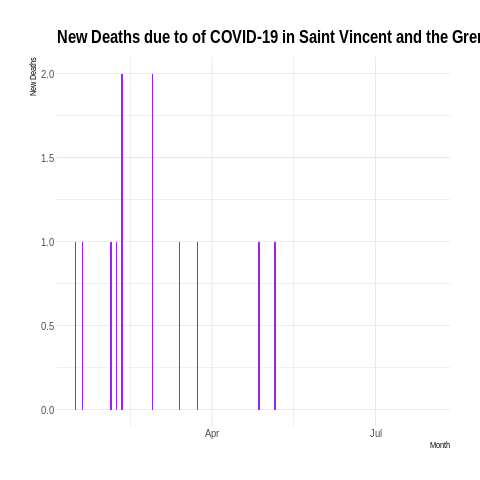 New Deaths due to of COVID-19 in Saint Vincent and the Gren
New Deaths
2.0
1.5
1.0
0.5
0.0
Apr
Jul
Month